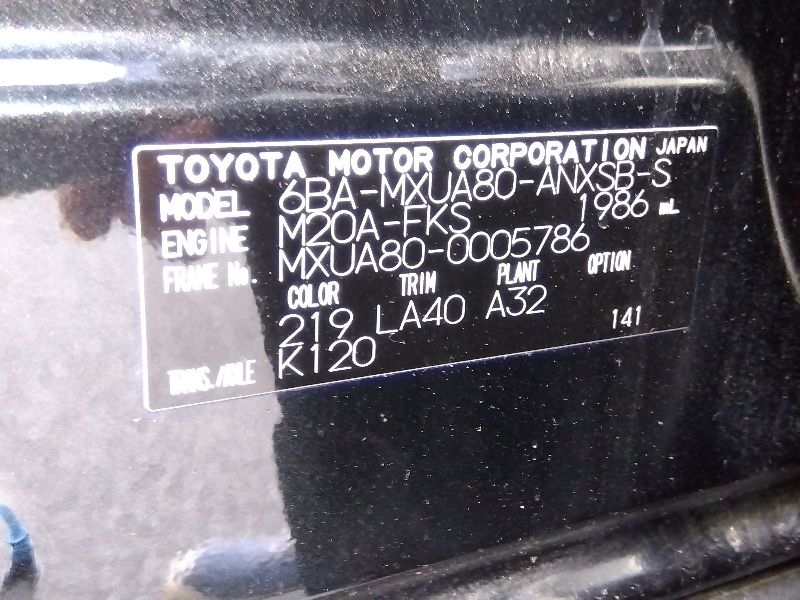 TOYOTA MOTOR CORPORATION JAPAN
MODEL 6BA-MXUA80-ANXSB-S
ENGINE M20A-FKS 1986 mL
FRAME No. MXUA80-0005786
COLOR TRIM PLANT OPTION
219 LA40 A32 141
TRANS./AXLE K120